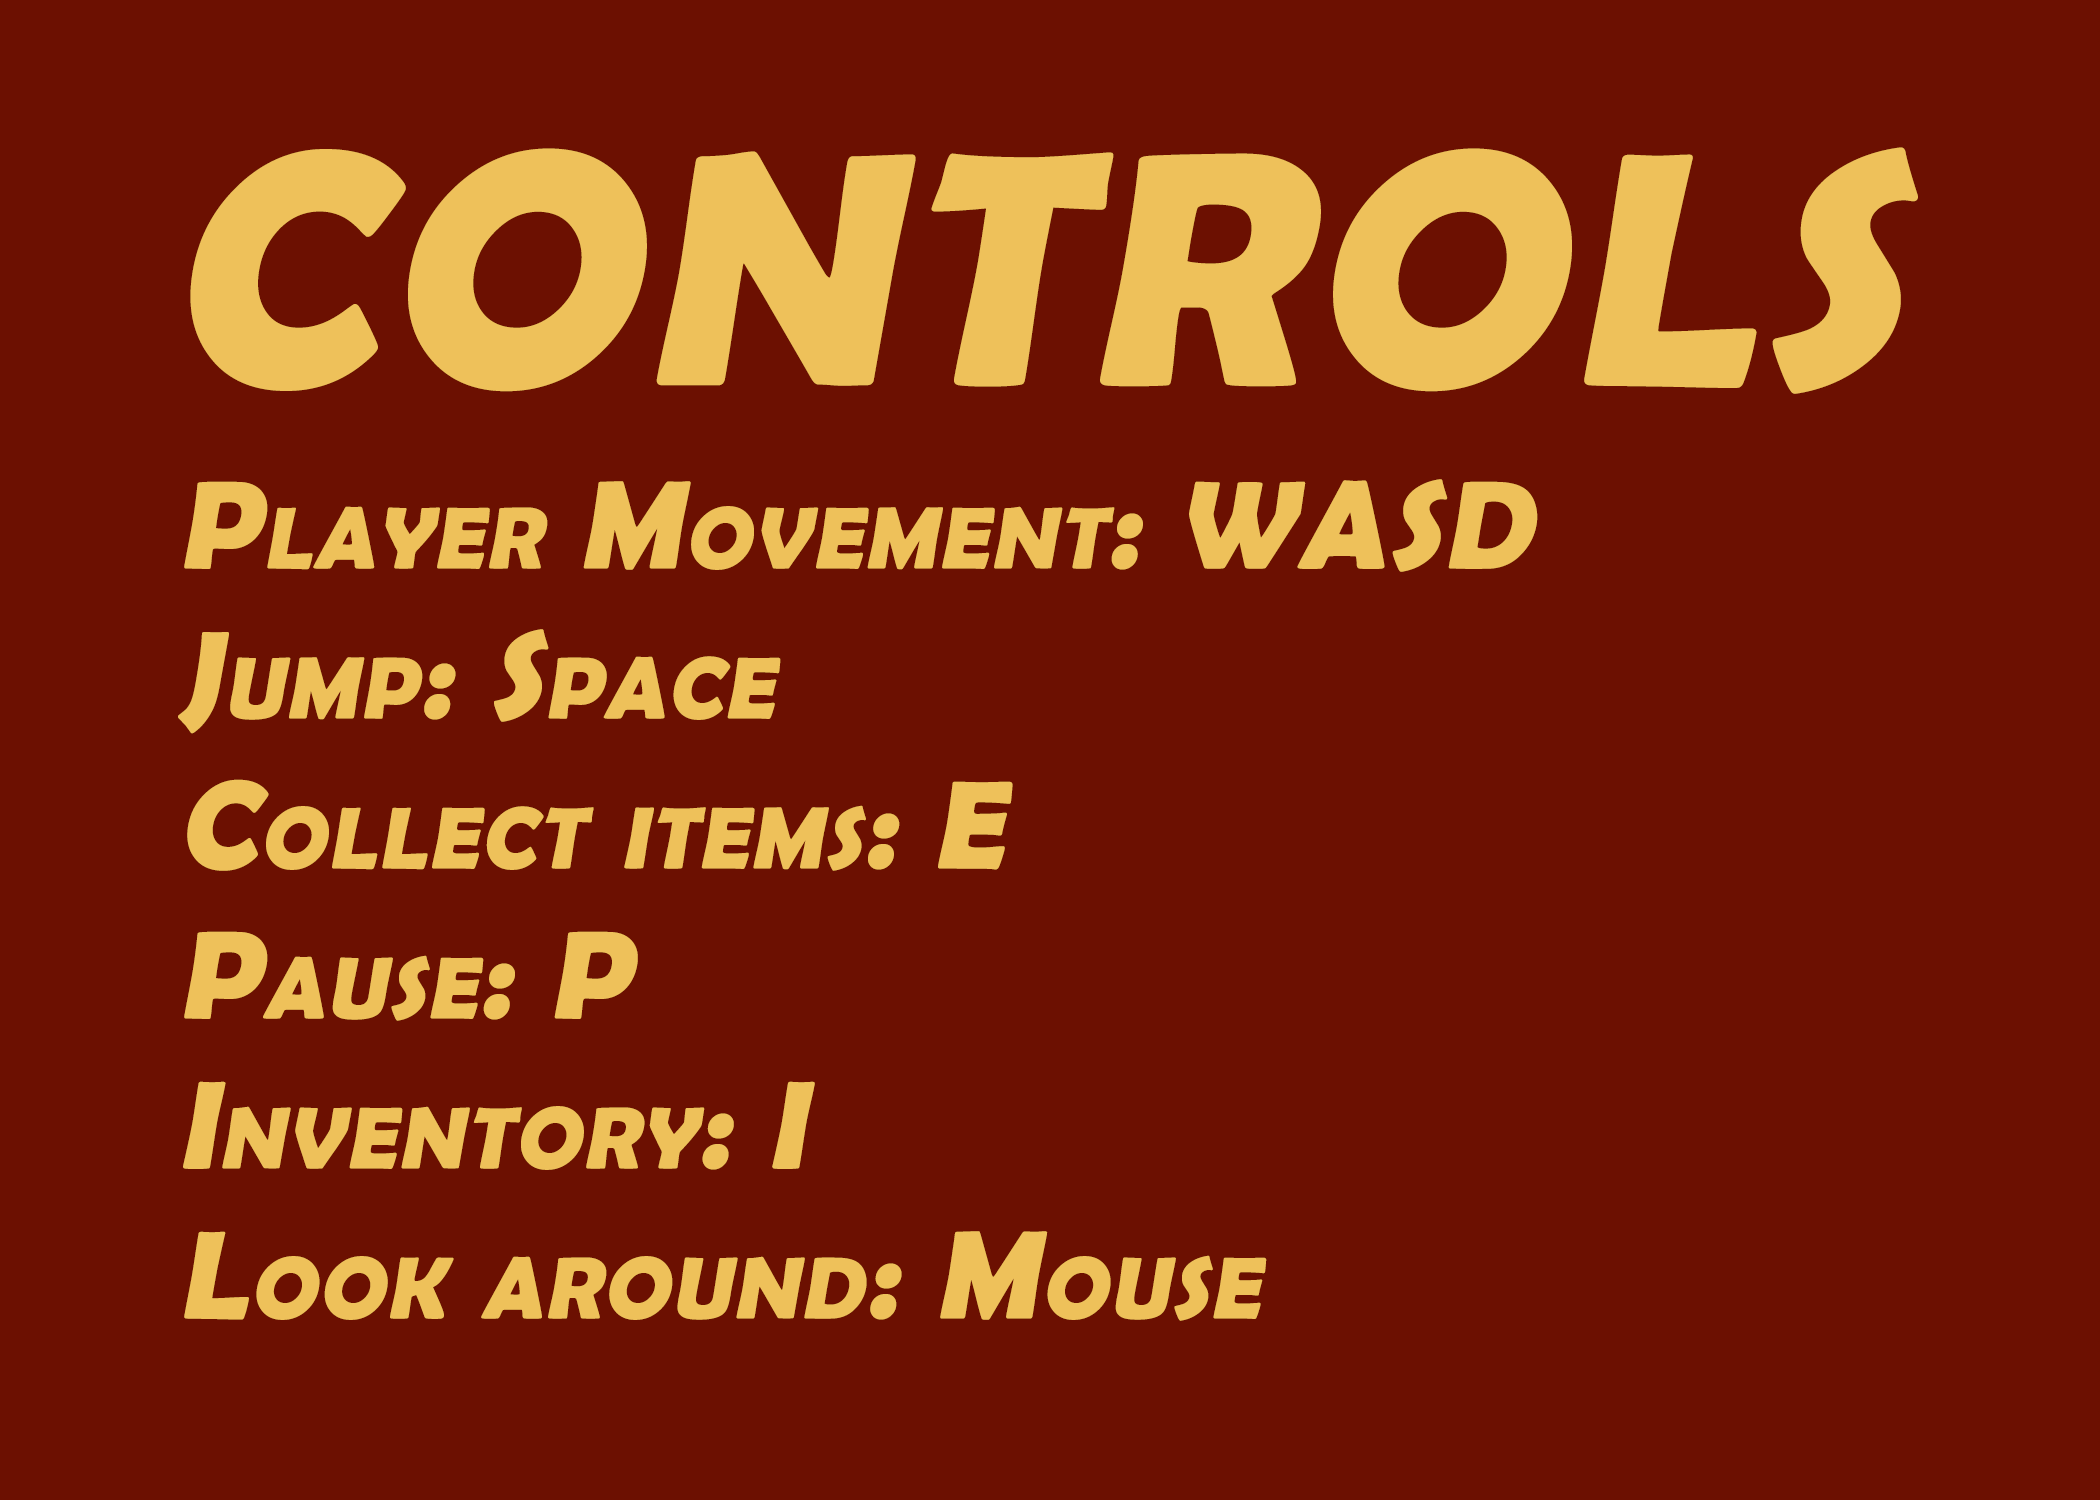 CONTROLS
Player Movement: WASD
Jump: Space
Collect items: E
Pause: P
Inventory: I
Look around: Mouse